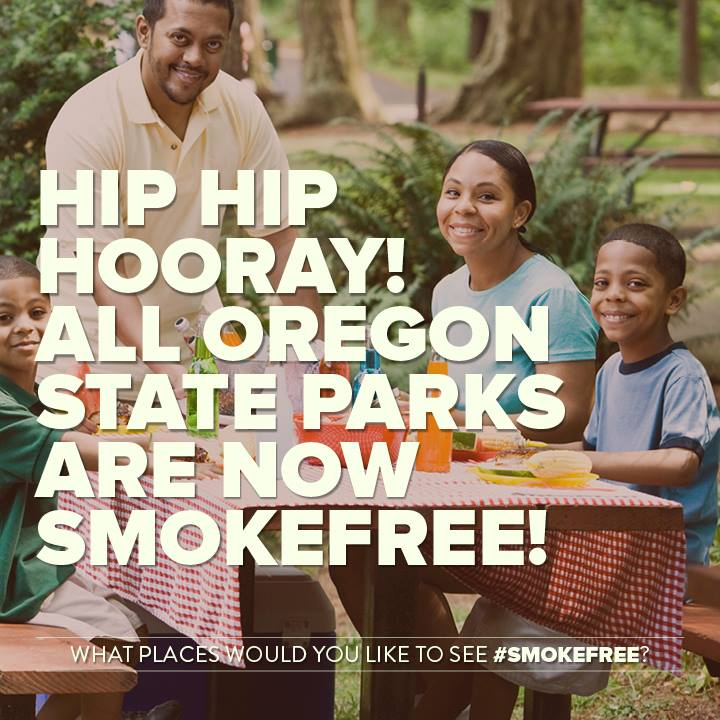 HIP HIP
HOORAY!
ALL OREGON
STATE PARKS
ARE NOW
SMOKEFREE!
WHAT PLACES WOULD YOU LIKE TO SEE #SMOKEFREE?